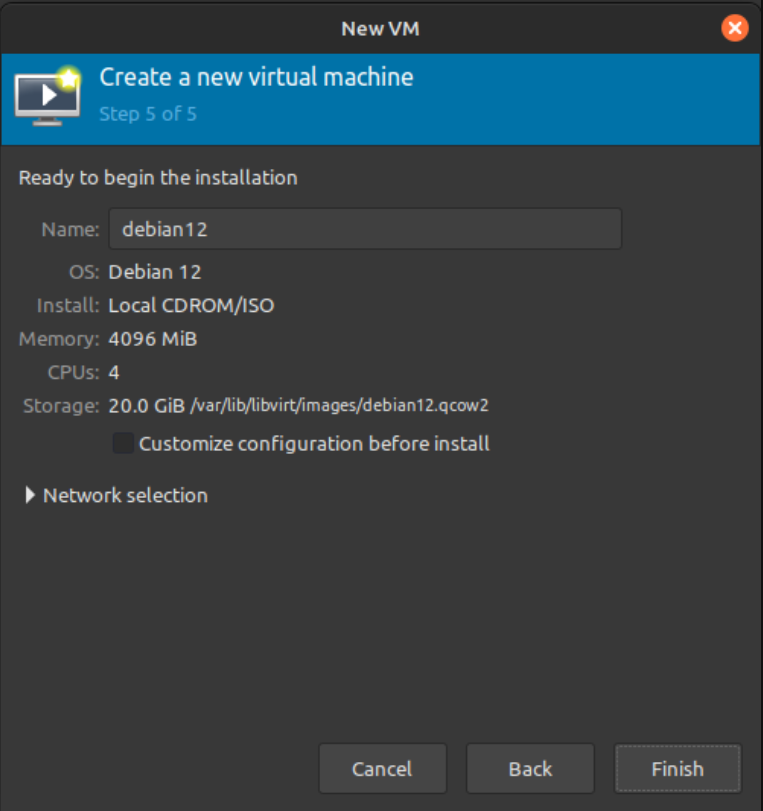 New VM
Create a new virtual machine
Step 5 of 5
Ready to begin the installation
Name: debian12
OS: Debian 12
Install: Local CDROM/ISO
Memory: 4096 MiB
CPUs: 4
Storage: 20.0 GiB /var/lib/libvirt/images/debian12.qcow2
Customize configuration before install
Network selection
Cancel Back Finish